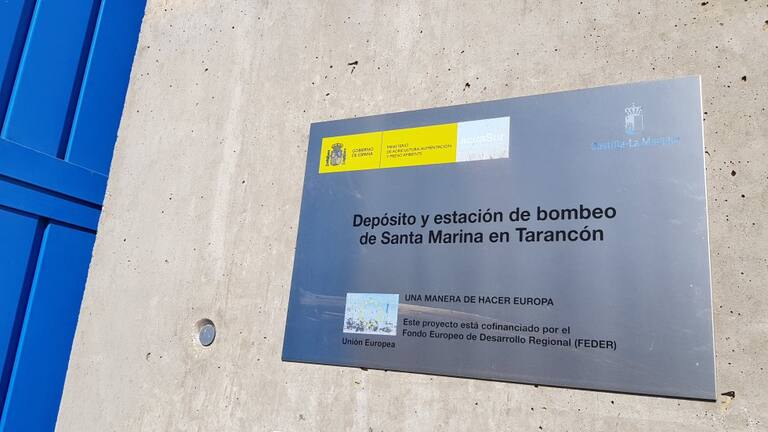 GOBIERNO
DE ESPAÑA
MINISTERIO
DE AGRICULTURA, ALIMENTACIÓN
Y MEDIO AMBIENTE
Castilla-La Mancha
Depósito y estación de bombeo
de Santa Marina en Tarancón
UNA MANERA DE HACER EUROPA
Este proyecto está cofinanciado por el
Fondo Europeo de Desarrollo Regional (FEDER)
Unión Europea